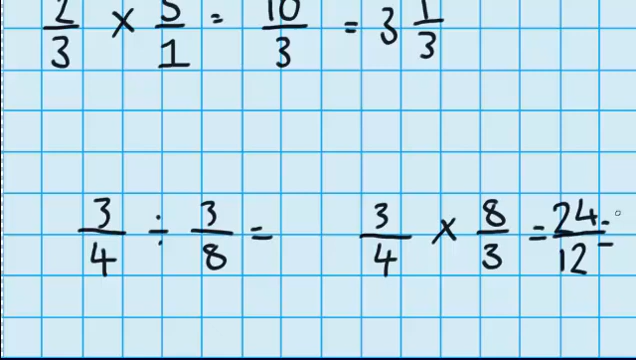 2/3 × 5/1 = 10/3 = 3 1/3
3/4 ÷ 3/8 = 3/4 × 8/3 = 24/12 =